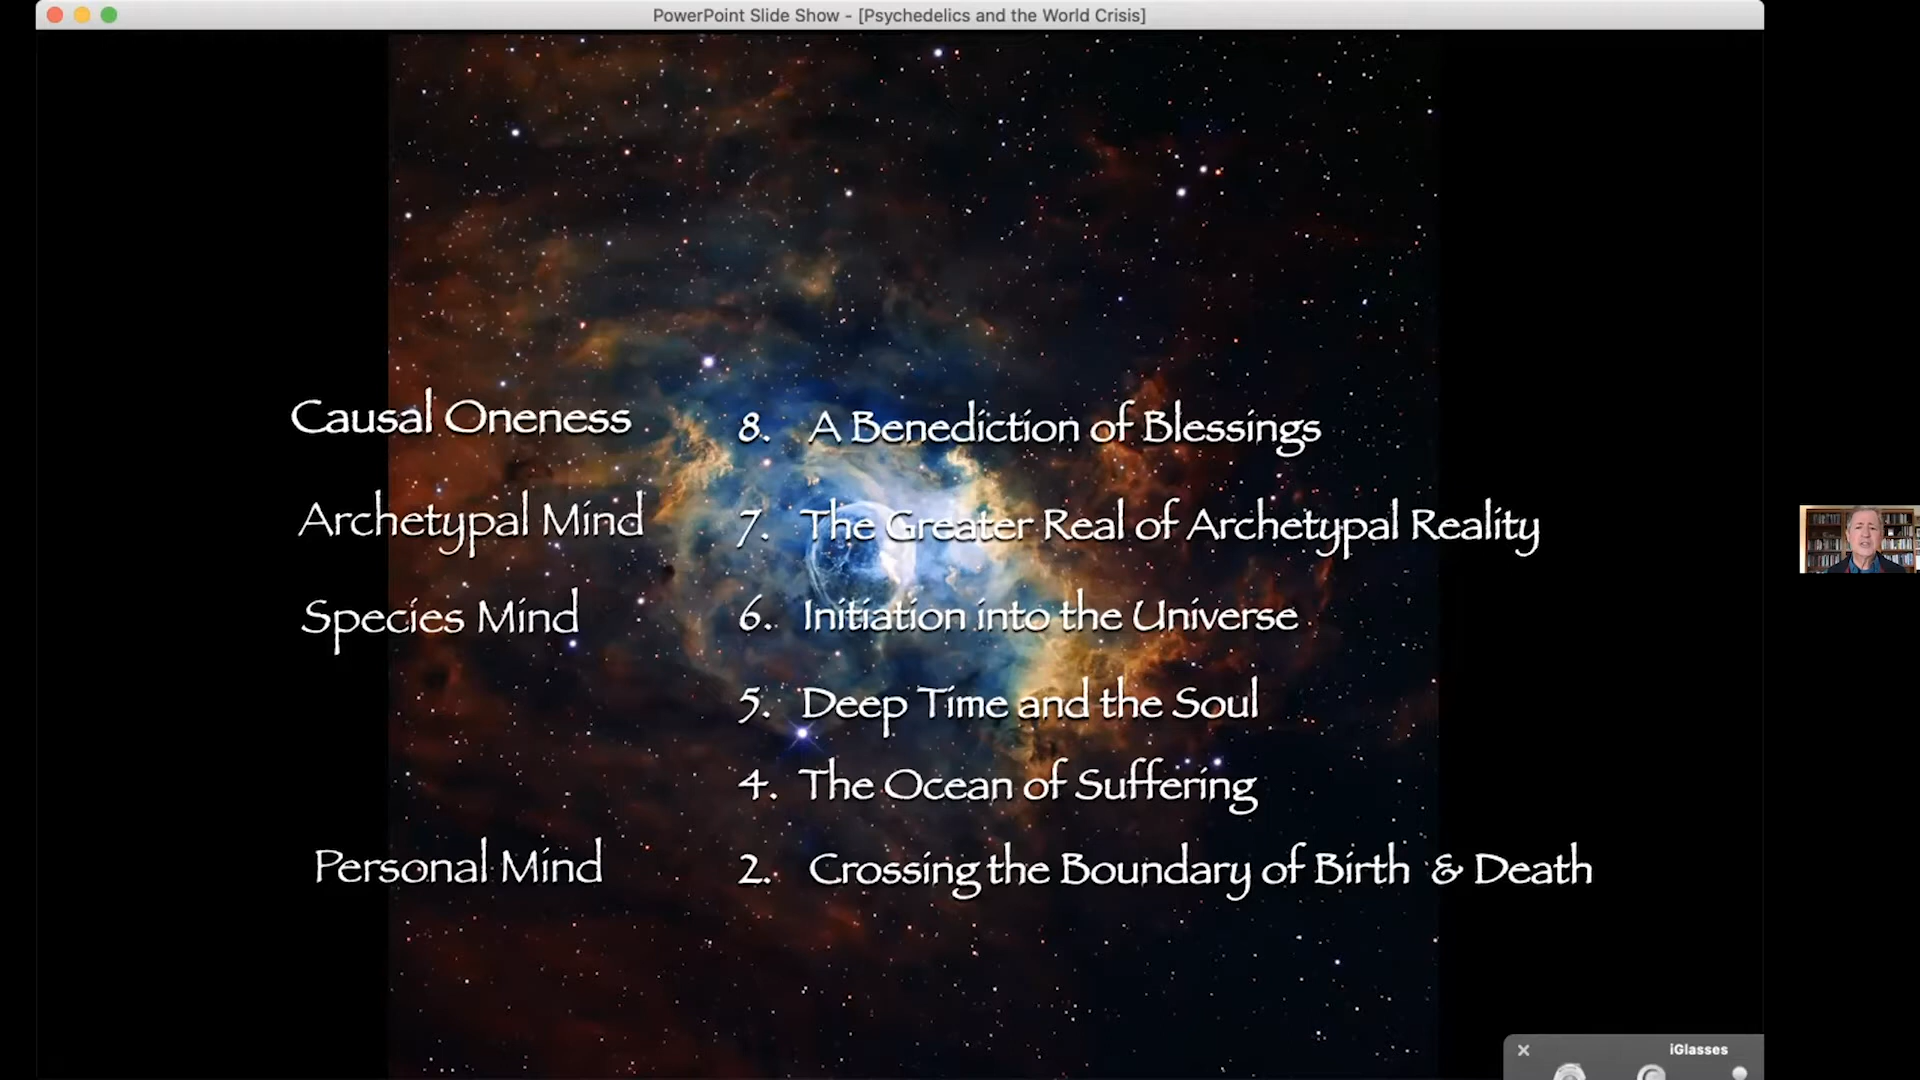 PowerPoint Slide Show - [Psychedelics and the World Crisis]
Causal Oneness 8. A Benediction of Blessings
Archetypal Mind 7. The Greater Real of Archetypal Reality
Species Mind 6. Initiation into the Universe
5. Deep Time and the Soul
4. The Ocean of Suffering
Personal Mind 2. Crossing the Boundary of Birth & Death
iGlasses